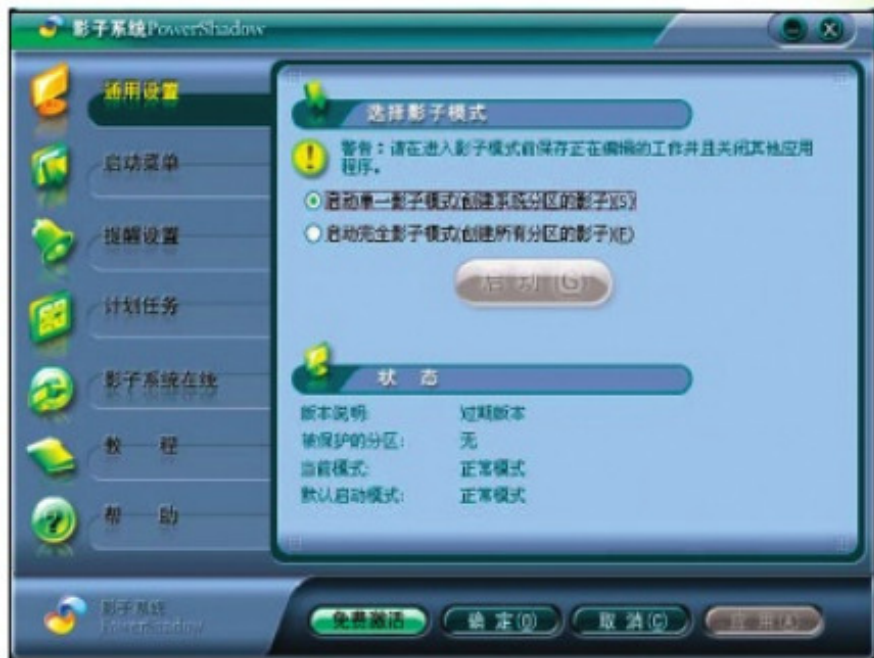 影子系统PowerShadow
通用设置
启动菜单
提醒设置
计划任务
影子系统在线
教 程
帮 助
选择影子模式
警告：请在进入影子模式前保存正在编辑的工作并且关闭其他应用
程序。
启动单一影子模式(创建系统分区的影子)(S)
启动完全影子模式(创建所有分区的影子)(F)
启 动 (G)
状 态
版本说明: 过期版本
被保护的分区: 无
当前模式: 正常模式
默认启动模式: 正常模式
影子系统
PowerShadow
免费激活
确 定(O)
取 消(C)
应 用(A)